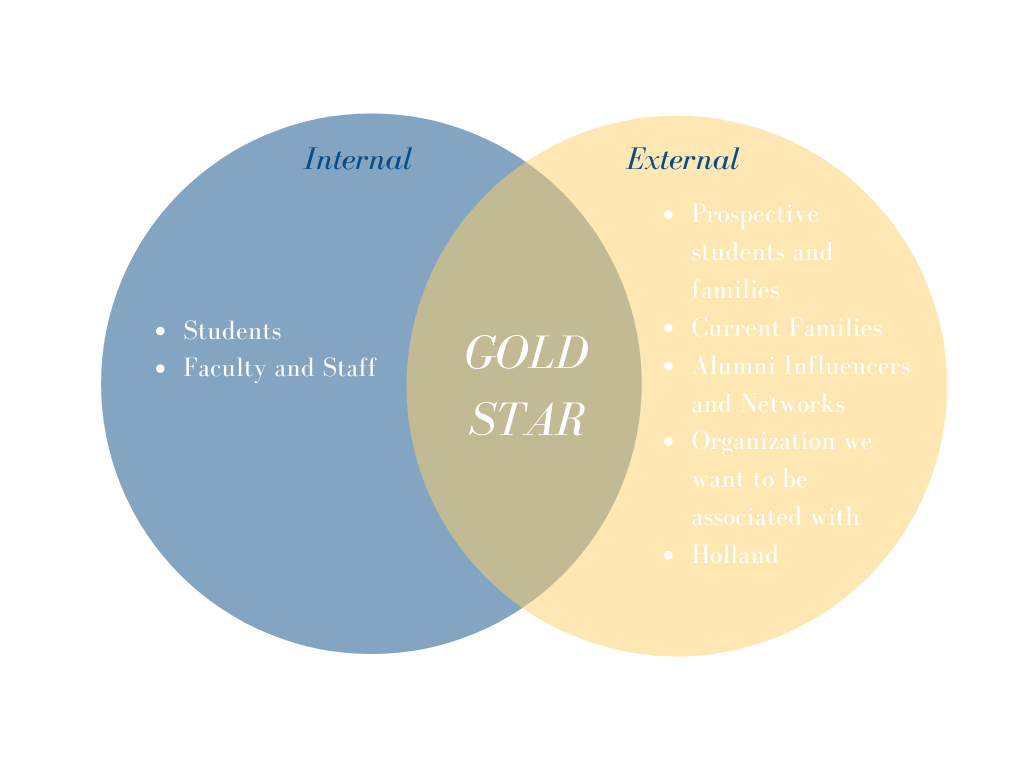 Internal
• Students
• Faculty and Staff
GOLD
STAR
External
• Prospective
students and
families
• Current Families
• Alumni Influencers
and Networks
• Organization we
want to be
associated with
• Holland